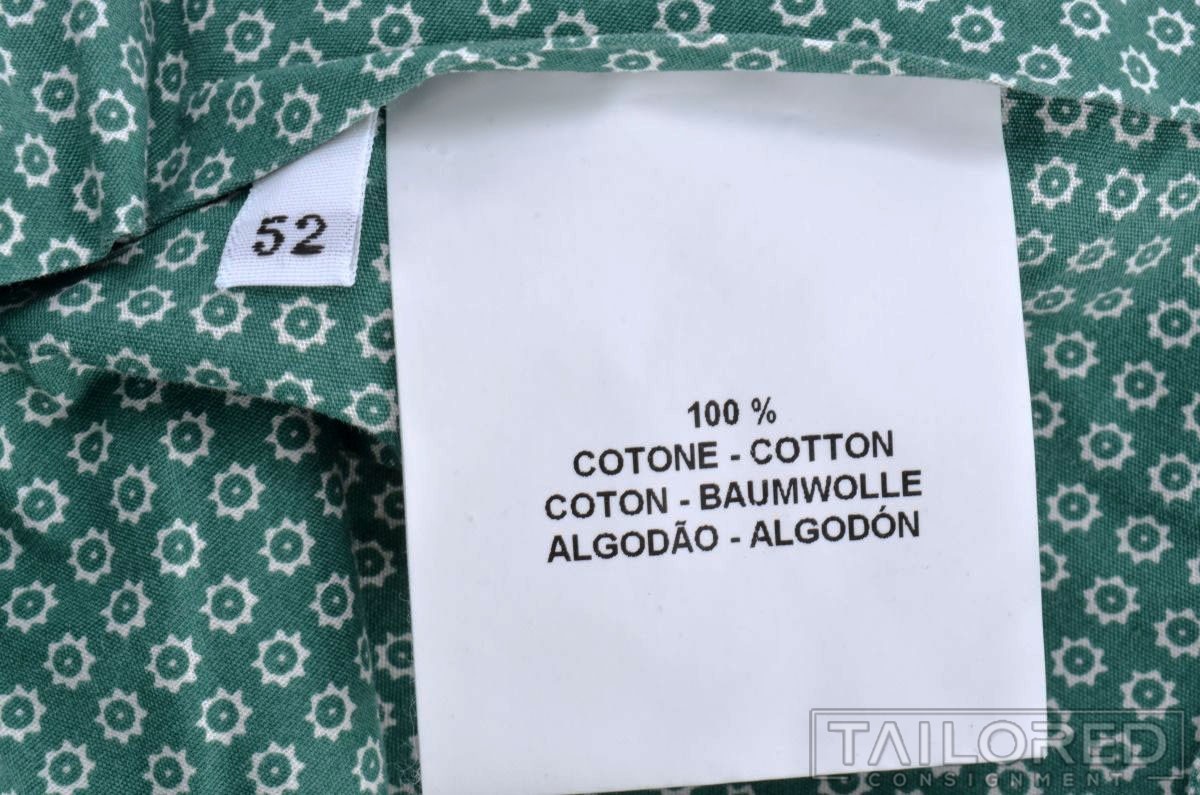 52
100 %
COTONE - COTTON
COTON - BAUMWOLLE
ALGODÃO - ALGODÓN
TAILORED
CONSIGNMENT